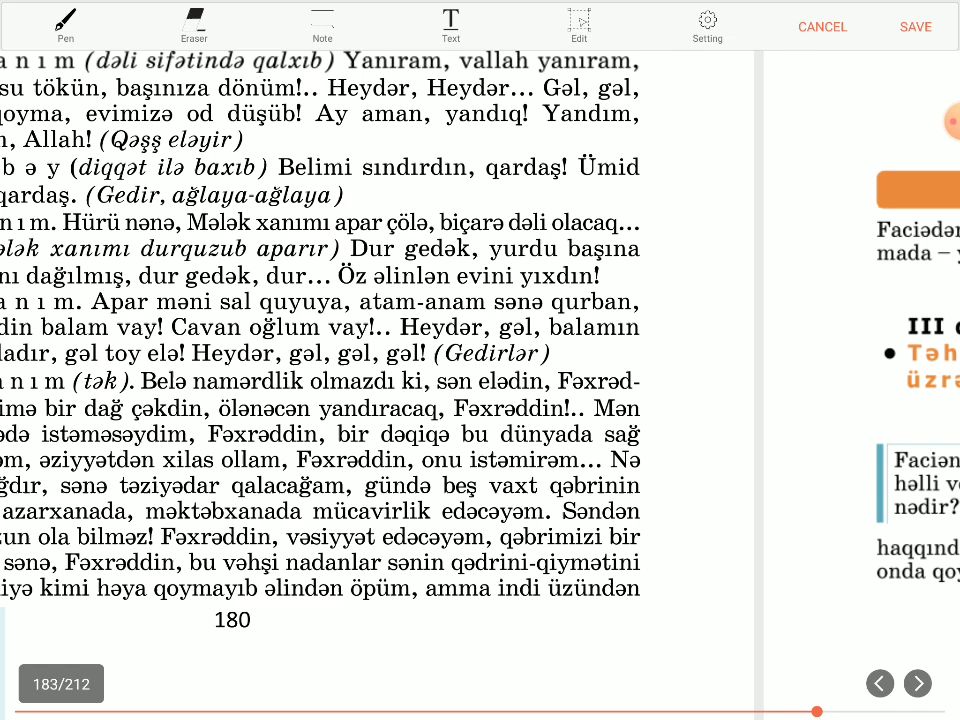 Pen
Eraser
Note
Text
Edit
Setting
CANCEL
SAVE
a n ı m (dəli sifətində qalxıb) Yanıram, vallah yanıram,
su tökün, başınıza dönüm!.. Heydər, Heydər... Gəl, gəl,
qoyma, evimizə od düşüb! Ay aman, yandıq! Yandım,
Allah! (Qəşş eləyir)
b ə y (diqqət ilə baxıb) Belimi sındırdın, qardaş! Ümid
qardaş. (Gedir, ağlaya-ağlaya)
n ı m. Hürü nənə, Mələk xanımı apar çölə, biçarə dəli olacaq...
ələk xanımı durquzub aparır) Dur gedək, yurdu başına
nı dağılmış, dur gedək, dur... Öz əlinlən evini yıxdın!
a n ı m. Apar məni sal quyuya, atam-anam sənə qurban,
din balam vay! Cavan oğlum vay!.. Heydər, gəl, balamın
ladır, gəl toy elə! Heydər, gəl, gəl, gəl! (Gedirlər)
a n ı m (tək). Belə namərdlik olmazdı ki, sən elədin, Fəxrəd-
imə bir dağ çəkdin, ölənəcən yandıracaq, Fəxrəddin!.. Mən
ədə istəməsəydim, Fəxrəddin, bir dəqiqə bu dünyada sağ
əm, əziyyətdən xilas ollam, Fəxrəddin, onu istəmirəm... Nə
ğdır, sənə təziyədar qalacağam, gündə beş vaxt qəbrinin
azarxanada, məktəbxanada mücavirlik edəcəyəm. Səndən
un ola bilməz! Fəxrəddin, vəsiyyət edəcəyəm, qəbrimizi bir
sənə, Fəxrəddin, bu vəhşi nadanlar sənin qədrini-qiymətini
iyə kimi həya qoymayıb əlindən öpüm, amma indi üzündən
180
183/212
Faciədən
mada – y
III
• Təh
üzrə
Faciən
həlli və
nədir?
haqqınd
onda qoy